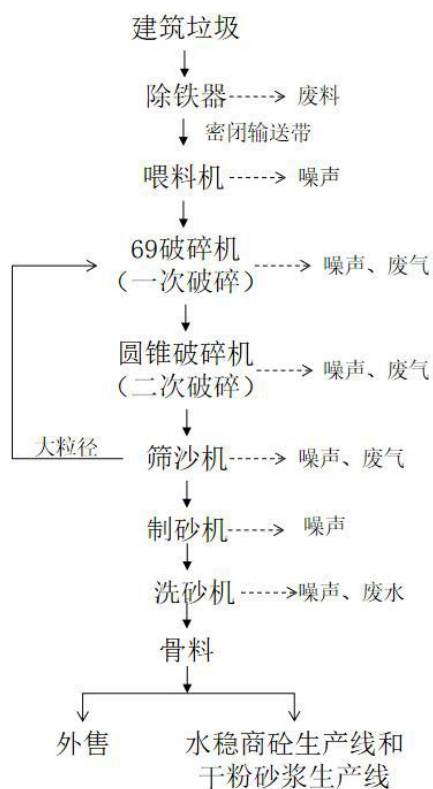 建筑垃圾
除铁器
废料
密闭输送带
喂料机
噪声
69破碎机
（一次破碎）
噪声、废气
圆锥破碎机
（二次破碎）
噪声、废气
大粒径
筛沙机
噪声、废气
制砂机
噪声
洗砂机
噪声、废水
骨料
外售
水稳商砼生产线和
干粉砂浆生产线